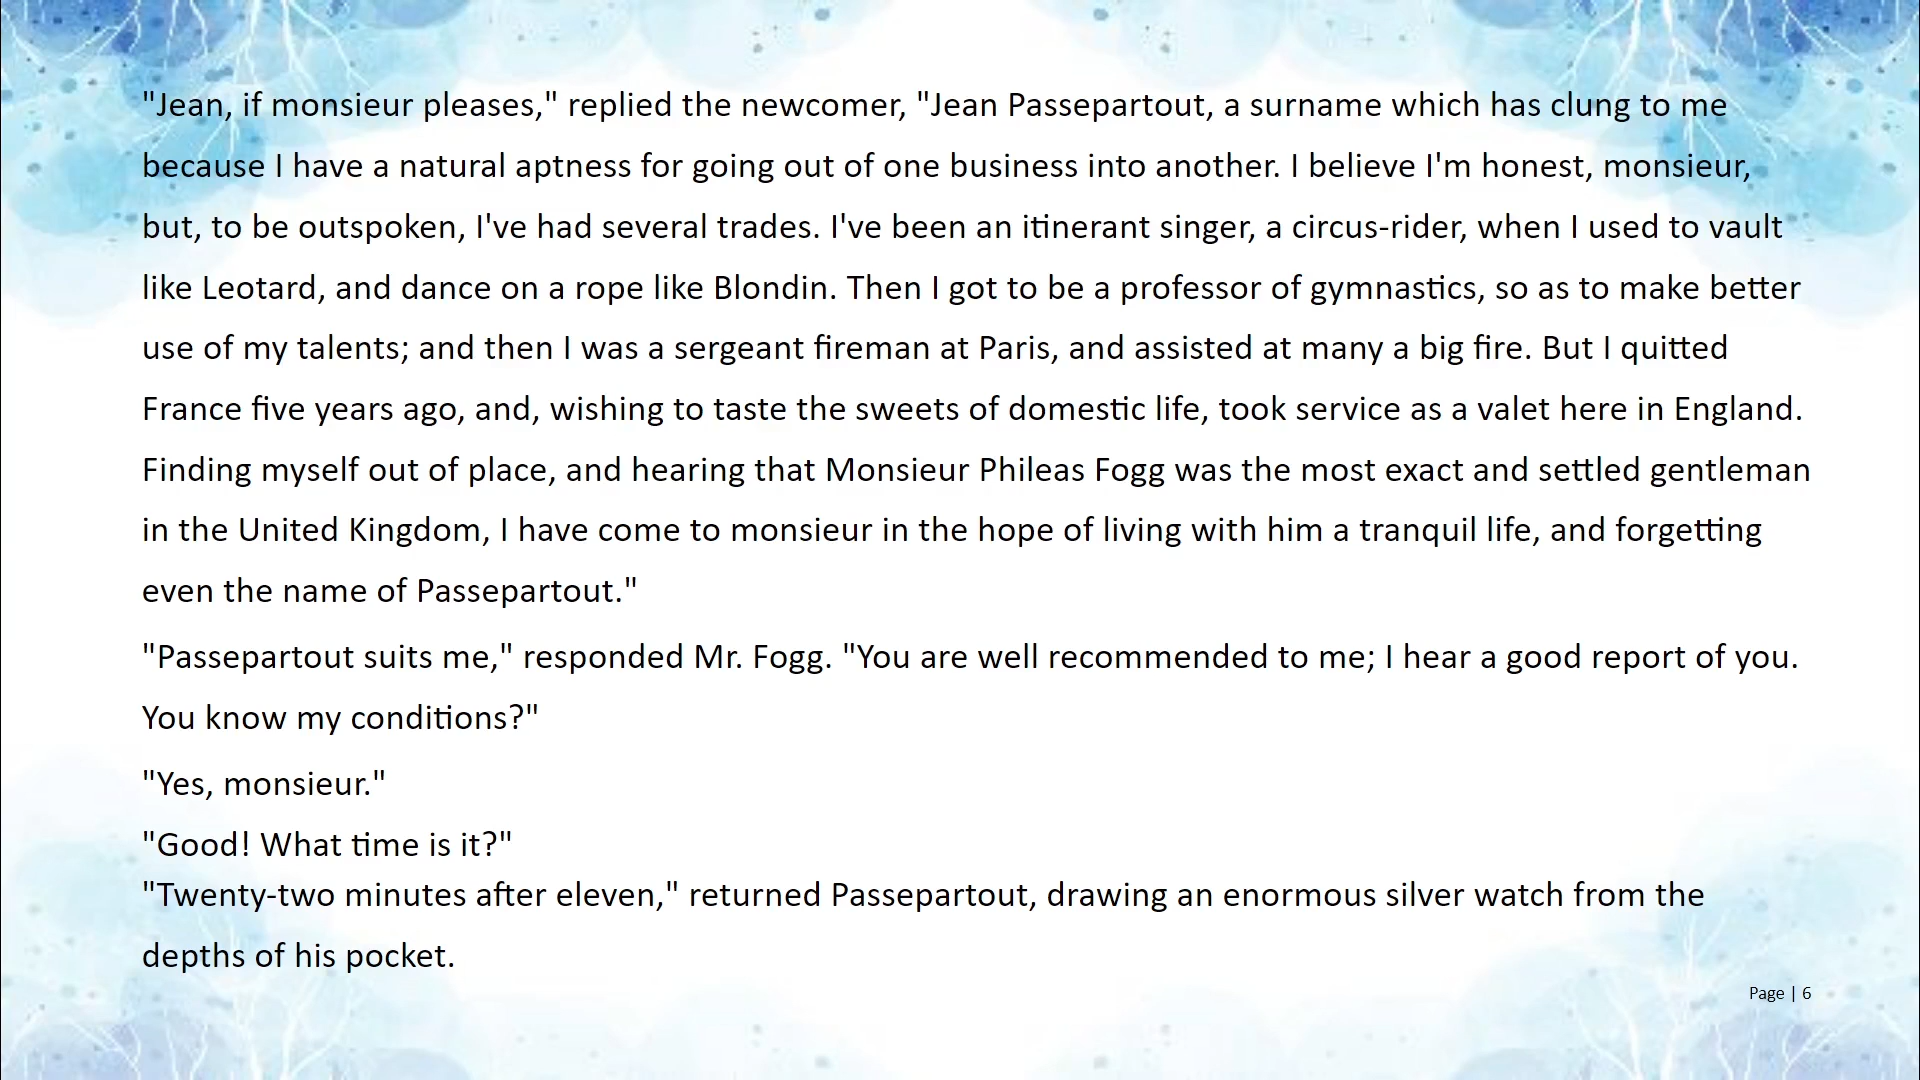 "Jean, if monsieur pleases," replied the newcomer, "Jean Passepartout, a surname which has clung to me
because I have a natural aptness for going out of one business into another. I believe I'm honest, monsieur,
but, to be outspoken, I've had several trades. I've been an itinerant singer, a circus-rider, when I used to vault
like Leotard, and dance on a rope like Blondin. Then I got to be a professor of gymnastics, so as to make better
use of my talents; and then I was a sergeant fireman at Paris, and assisted at many a big fire. But I quitted
France five years ago, and, wishing to taste the sweets of domestic life, took service as a valet here in England.
Finding myself out of place, and hearing that Monsieur Phileas Fogg was the most exact and settled gentleman
in the United Kingdom, I have come to monsieur in the hope of living with him a tranquil life, and forgetting
even the name of Passepartout."
"Passepartout suits me," responded Mr. Fogg. "You are well recommended to me; I hear a good report of you.
You know my conditions?"
"Yes, monsieur."
"Good! What time is it?"
"Twenty-two minutes after eleven," returned Passepartout, drawing an enormous silver watch from the
depths of his pocket.
Page | 6